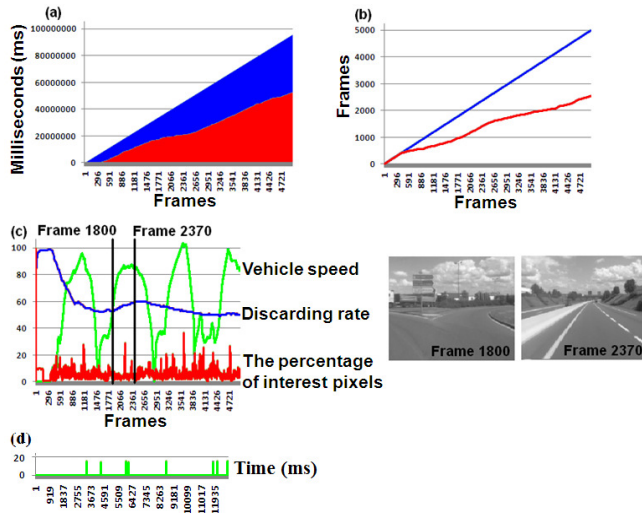 (a)
Milliseconds (ms)
100000000
80000000
60000000
40000000
20000000
0
1 296 591 886 1181 1476 1771 2066 2361 2656 2951 3246 3541 3836 4131 4426 4721
Frames
(b)
Frames
5000
4000
3000
2000
1000
0
1 296 591 886 1181 1476 1771 2066 2361 2656 2951 3246 3541 3836 4131 4426 4721
Frames
(c) Frame 1800 Frame 2370
100
80
60
40
20
0
Vehicle speed
Discarding rate
The percentage
of interest pixels
1 296 591 886 1181 1476 1771 2066 2361 2656 2951 3246 3541 3836 4131 4426 4721
Frames
Frame 1800
Frame 2370
(d)
20
0
Time (ms)
1 919 1837 2755 3673 4591 5509 6427 7345 8263 9181 10099 11017 11935